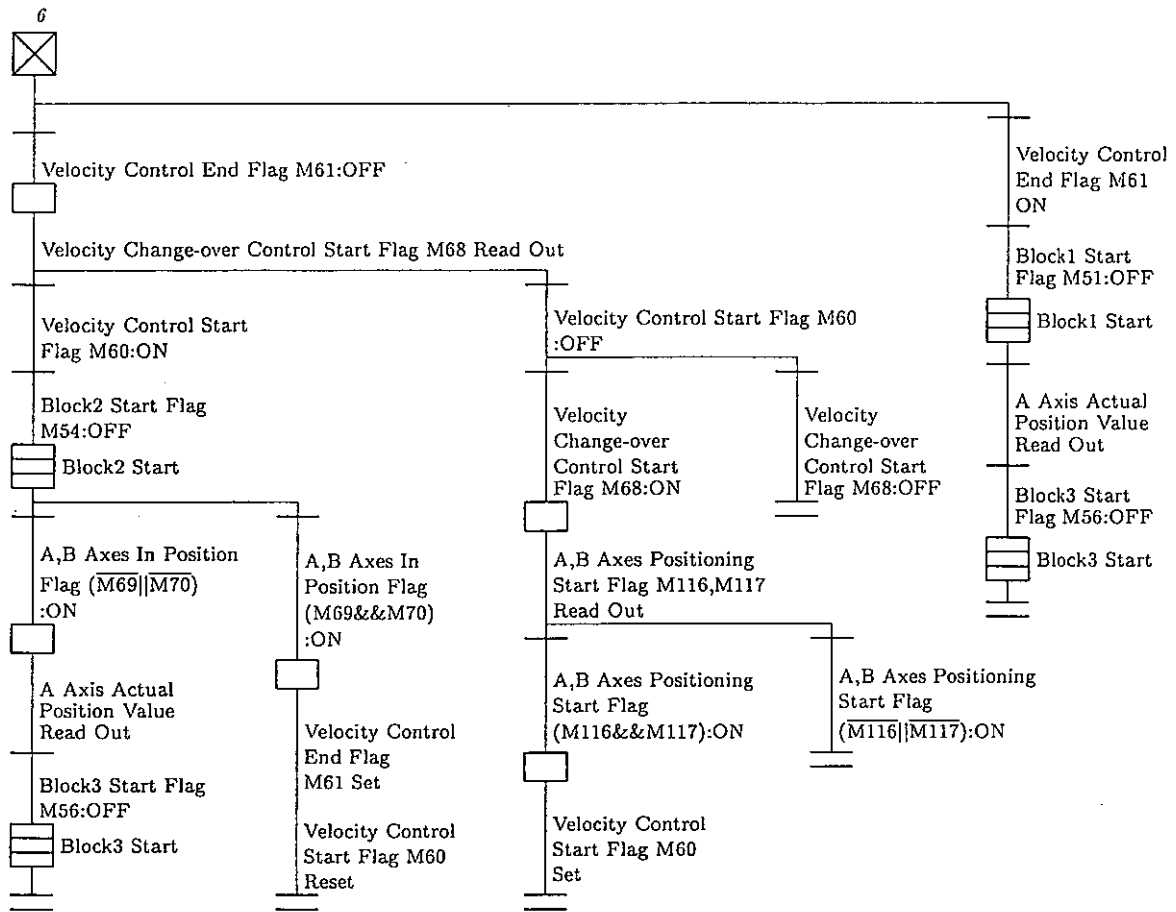 6
Velocity Control End Flag M61:OFF
Velocity Change-over Control Start Flag M68 Read Out
Velocity Control Start
Flag M60:ON
Block2 Start Flag
M54:OFF
Block2 Start
A,B Axes In Position
Flag (M69||M70)
:ON
A Axis Actual
Position Value
Read Out
Block3 Start Flag
M56:OFF
Block3 Start
A,B Axes In
Position Flag
(M69&&M70)
:ON
Velocity Control
End Flag
M61 Set
Velocity Control
Start Flag M60
Reset
Velocity Control Start Flag M60
:OFF
Velocity
Change-over
Control Start
Flag M68:ON
A,B Axes Positioning
Start Flag M116,M117
Read Out
A,B Axes Positioning
Start Flag
(M116&&M117):ON
Velocity Control
Start Flag M60
Set
Velocity
Change-over
Control Start
Flag M68:OFF
A,B Axes Positioning
Start Flag
(M116||M117):ON
Velocity Control
End Flag M61
ON
Block1 Start
Flag M51:OFF
Block1 Start
A Axis Actual
Position Value
Read Out
Block3 Start
Flag M56:OFF
Block3 Start